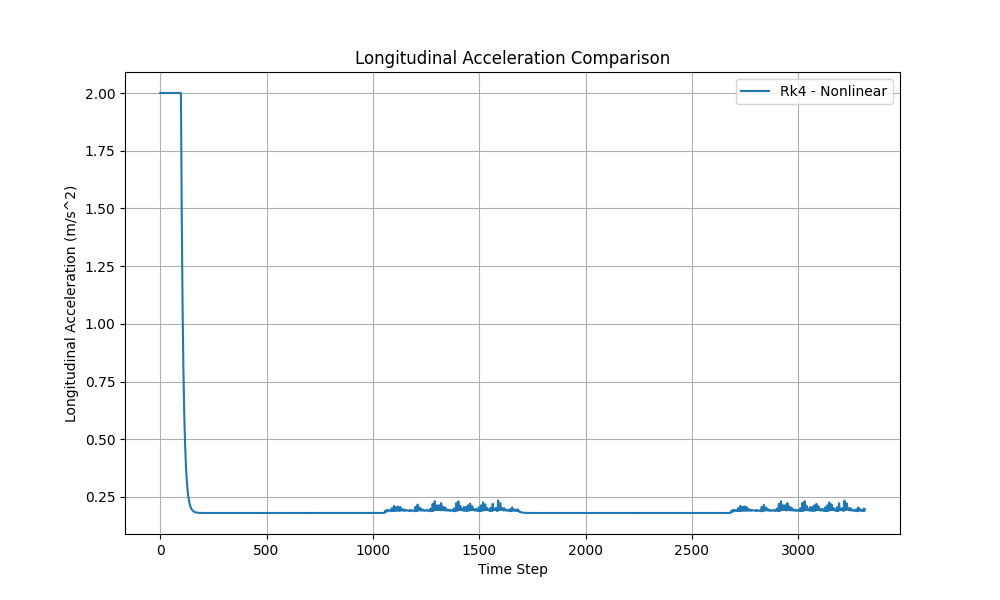 Longitudinal Acceleration Comparison
Rk4 - Nonlinear
Longitudinal Acceleration (m/s^2)
2.00
1.75
1.50
1.25
1.00
0.75
0.50
0.25
0 500 1000 1500 2000 2500 3000
Time Step